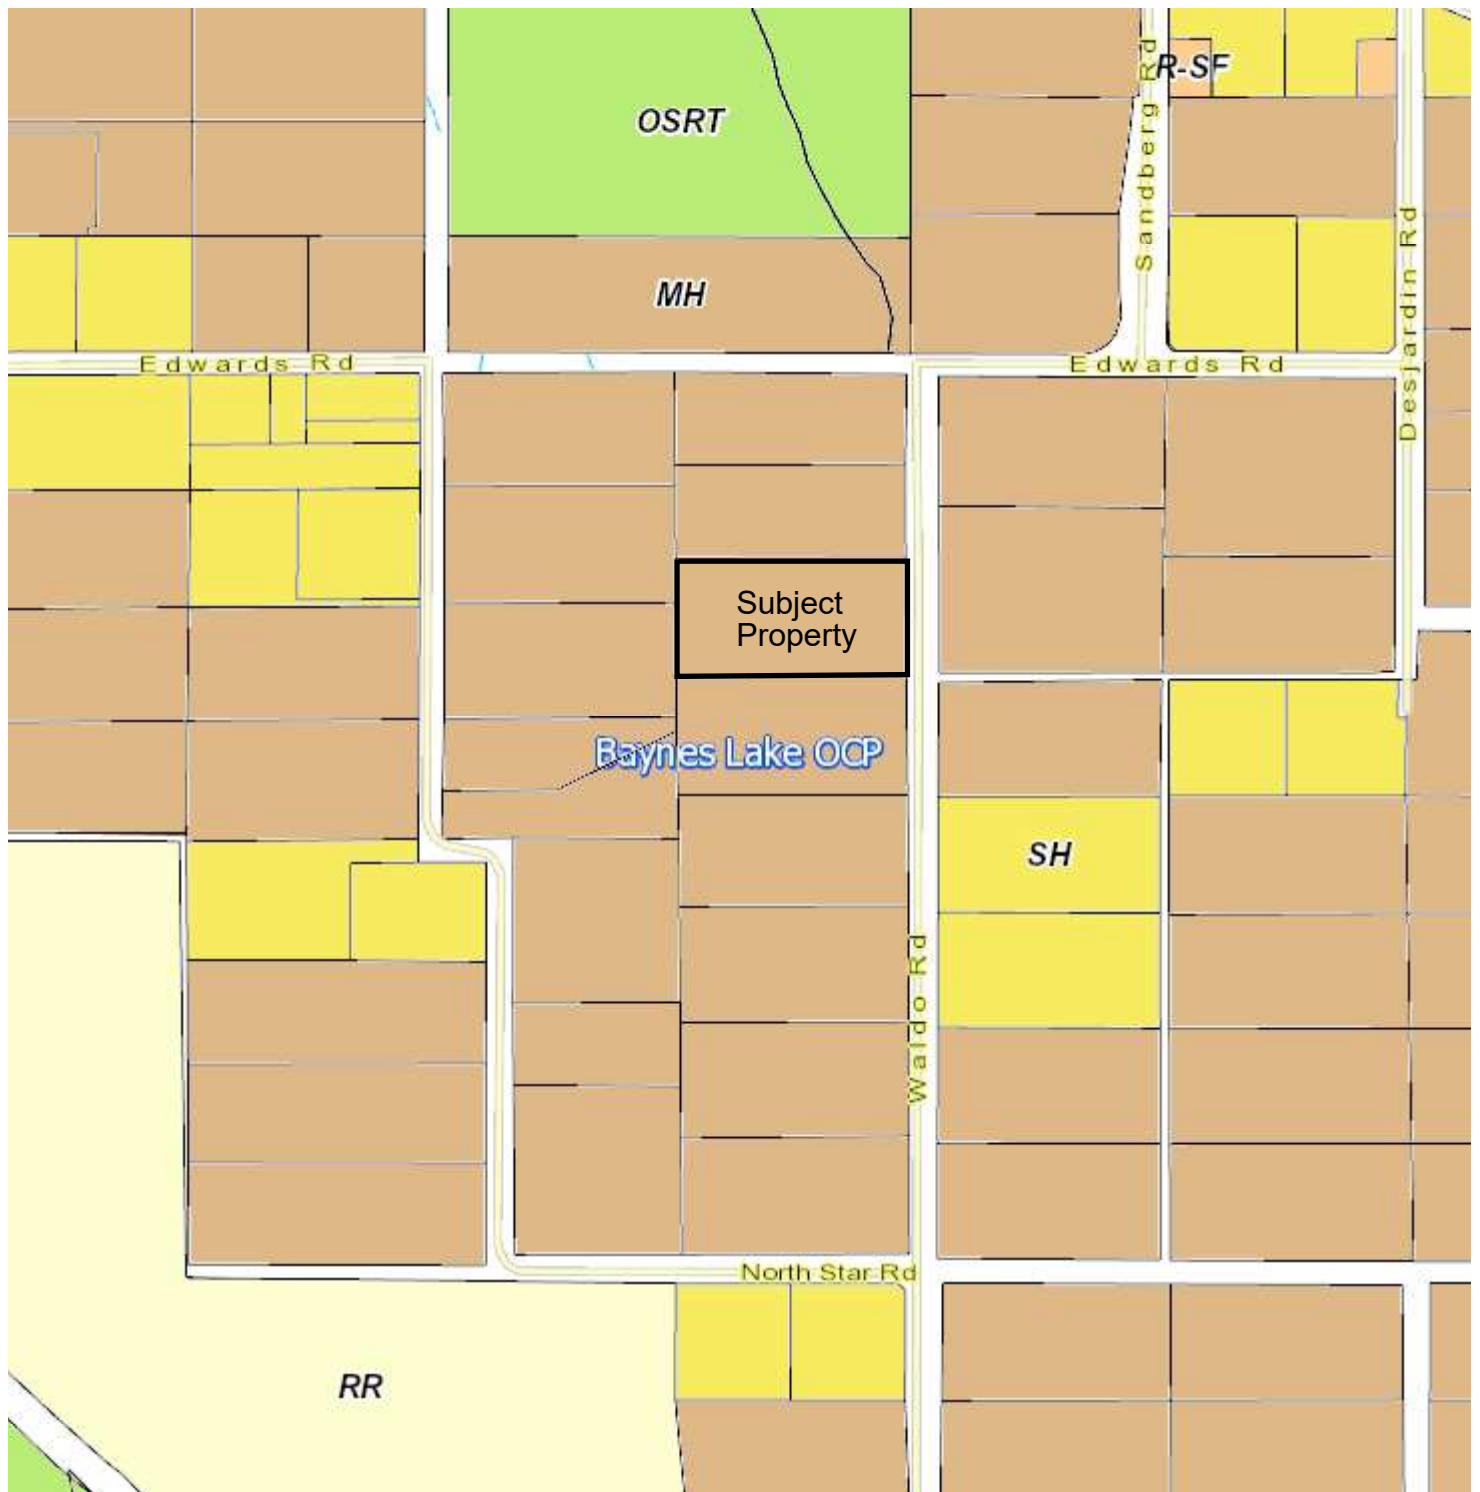 R-SF
OSRT
Sandberg Rd
Desjardin Rd
MH
Edwards Rd
Edwards Rd
Subject
Property
Baynes Lake OCP
SH
Waldo Rd
North Star Rd
RR